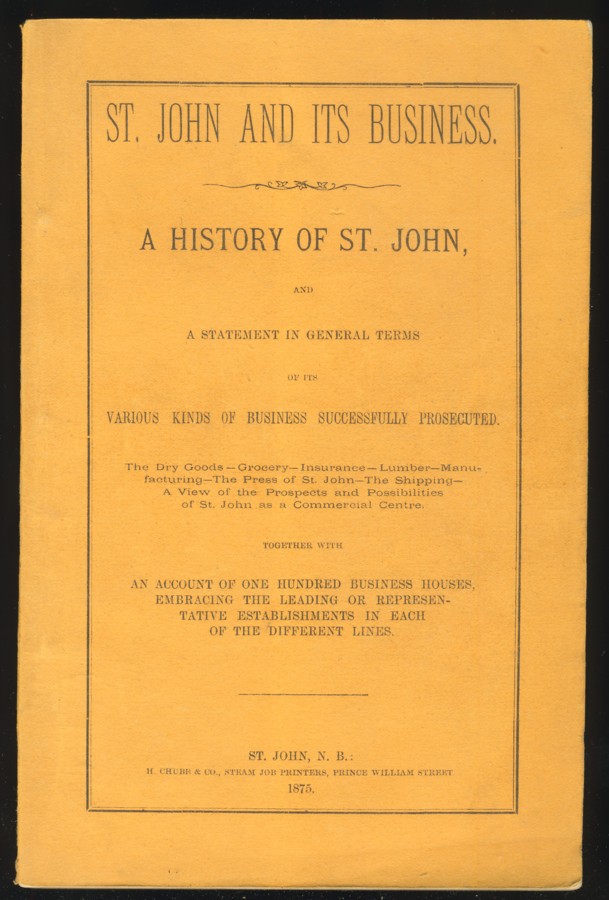 ST. JOHN AND ITS BUSINESS.
A HISTORY OF ST. JOHN,
AND
A STATEMENT IN GENERAL TERMS
OF ITS
VARIOUS KINDS OF BUSINESS SUCCESSFULLY PROSECUTED.
The Dry Goods—Grocery—Insurance—Lumber—Manu-
facturing—The Press of St. John—The Shipping—
A View of the Prospects and Possibilities
of St. John as a Commercial Centre.
TOGETHER WITH
AN ACCOUNT OF ONE HUNDRED BUSINESS HOUSES,
EMBRACING THE LEADING OR REPRESEN-
TATIVE ESTABLISHMENTS IN EACH
OF THE DIFFERENT LINES.
ST. JOHN, N. B.:
H. CHUBB & CO., STEAM JOB PRINTERS, PRINCE WILLIAM STREET
1875.